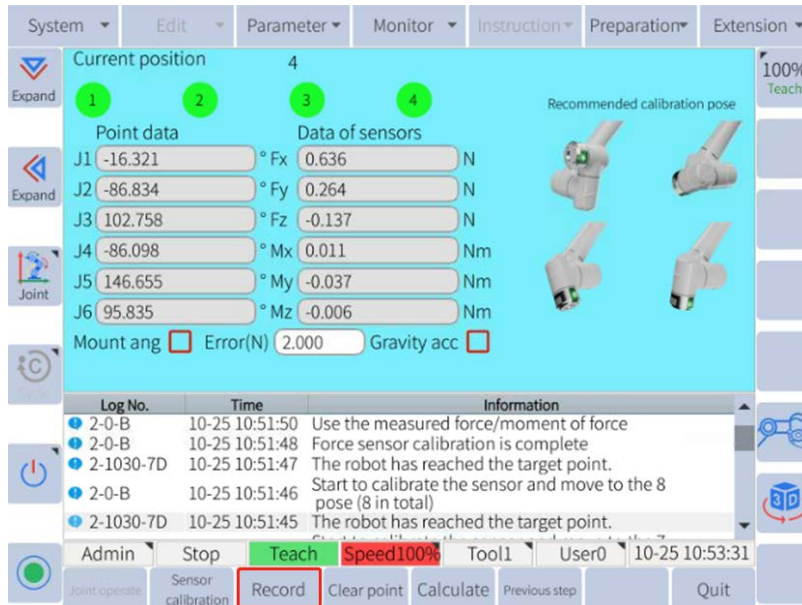 System Edit Parameter Monitor Instruction Preparation Extension
Expand
Current position 4
100%
Teach
1 2 3 4
Recommended calibration pose
Point data Data of sensors
J1 -16.321 ° Fx 0.636 N
Expand
J2 -86.834 ° Fy 0.264 N
J3 102.758 ° Fz -0.137 N
J4 -86.098 ° Mx 0.011 Nm
Joint
J5 146.655 ° My -0.037 Nm
J6 95.835 ° Mz -0.006 Nm
Mount ang Error(N) 2.000 Gravity acc
Log No. Time Information
2-0-B 10-25 10:51:50 Use the measured force/moment of force
2-0-B 10-25 10:51:48 Force sensor calibration is complete
2-1030-7D 10-25 10:51:47 The robot has reached the target point.
2-0-B 10-25 10:51:46 Start to calibrate the sensor and move to the 8
pose (8 in total)
3D
2-1030-7D 10-25 10:51:45 The robot has reached the target point.
Admin Stop Teach Speed100% Tool1 User0 10-25 10:53:31
Joint operate Sensor calibration Record Clear point Calculate Previous step Quit